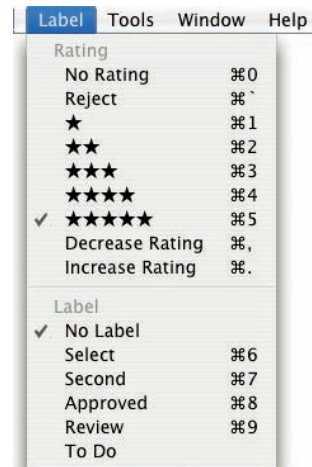 Label Tools Window Help
Rating
No Rating ⌘0
Reject ⌘`
★ ⌘1
★★ ⌘2
★★★ ⌘3
★★★★ ⌘4
✓ ★★★★★ ⌘5
Decrease Rating ⌘,
Increase Rating ⌘.
Label
✓ No Label
Select ⌘6
Second ⌘7
Approved ⌘8
Review ⌘9
To Do